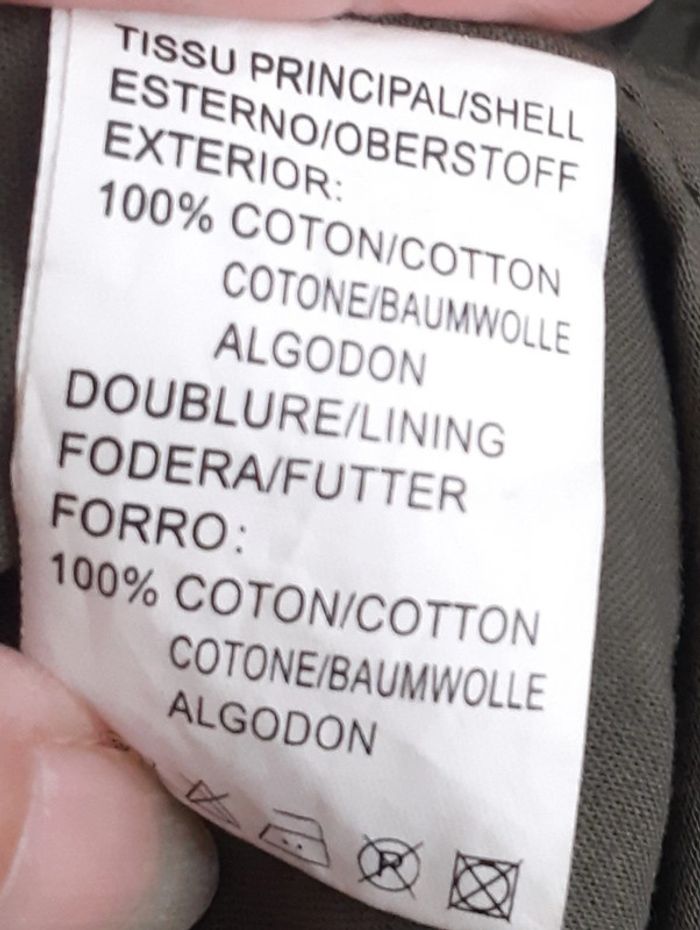 TISSU PRINCIPAL/SHELL
ESTERNO/OBERSTOFF
EXTERIOR:
100% COTON/COTTON
COTONE/BAUMWOLLE
ALGODON
DOUBLURE/LINING
FODERA/FUTTER
FORRO:
100% COTON/COTTON
COTONE/BAUMWOLLE
ALGODON
P